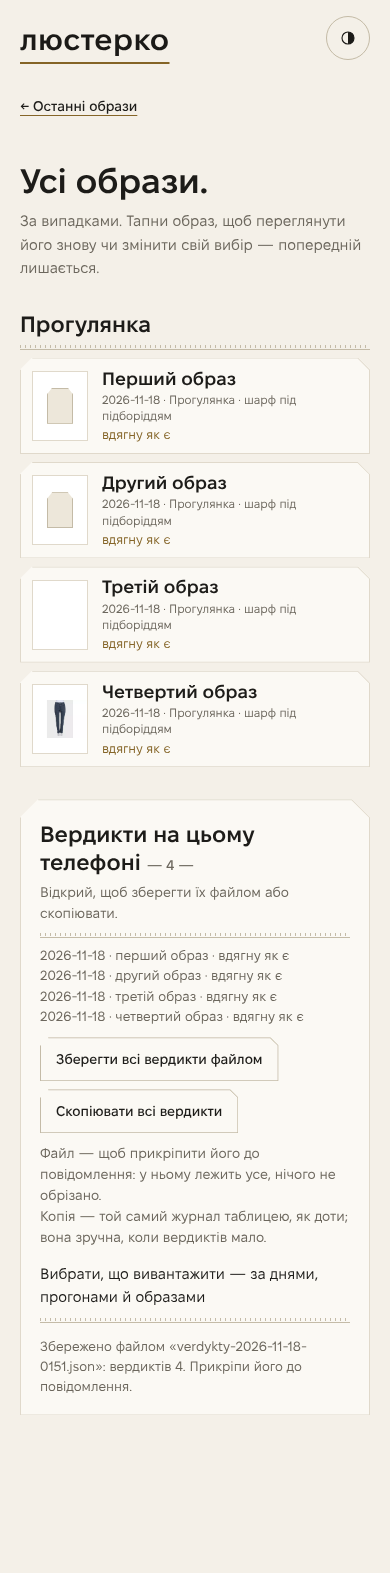 люстерко
← Останні образи
Усі образи.
За випадками. Тапни образ, щоб переглянути
його знову чи змінити свій вибір — попередній
лишається.
Прогулянка
Перший образ
2026-11-18 · Прогулянка · шарф під
підборіддям
вдягну як є
Другий образ
2026-11-18 · Прогулянка · шарф під
підборіддям
вдягну як є
Третій образ
2026-11-18 · Прогулянка · шарф під
підборіддям
вдягну як є
Четвертий образ
2026-11-18 · Прогулянка · шарф під
підборіддям
вдягну як є
Вердикти на цьому
телефоні — 4 —
Відкрий, щоб зберегти їх файлом або
скопіювати.
2026-11-18 · перший образ · вдягну як є
2026-11-18 · другий образ · вдягну як є
2026-11-18 · третій образ · вдягну як є
2026-11-18 · четвертий образ · вдягну як є
Зберегти всі вердикти файлом
Скопіювати всі вердикти
Файл — щоб прикріпити його до
повідомлення: у ньому лежить усе, нічого не
обрізано.
Копія — той самий журнал таблицею, як доти;
вона зручна, коли вердиктів мало.
Вибрати, що вивантажити — за днями,
прогонами й образами
Збережено файлом «verdykty-2026-11-18-
0151.json»: вердиктів 4. Прикріпи його до
повідомлення.